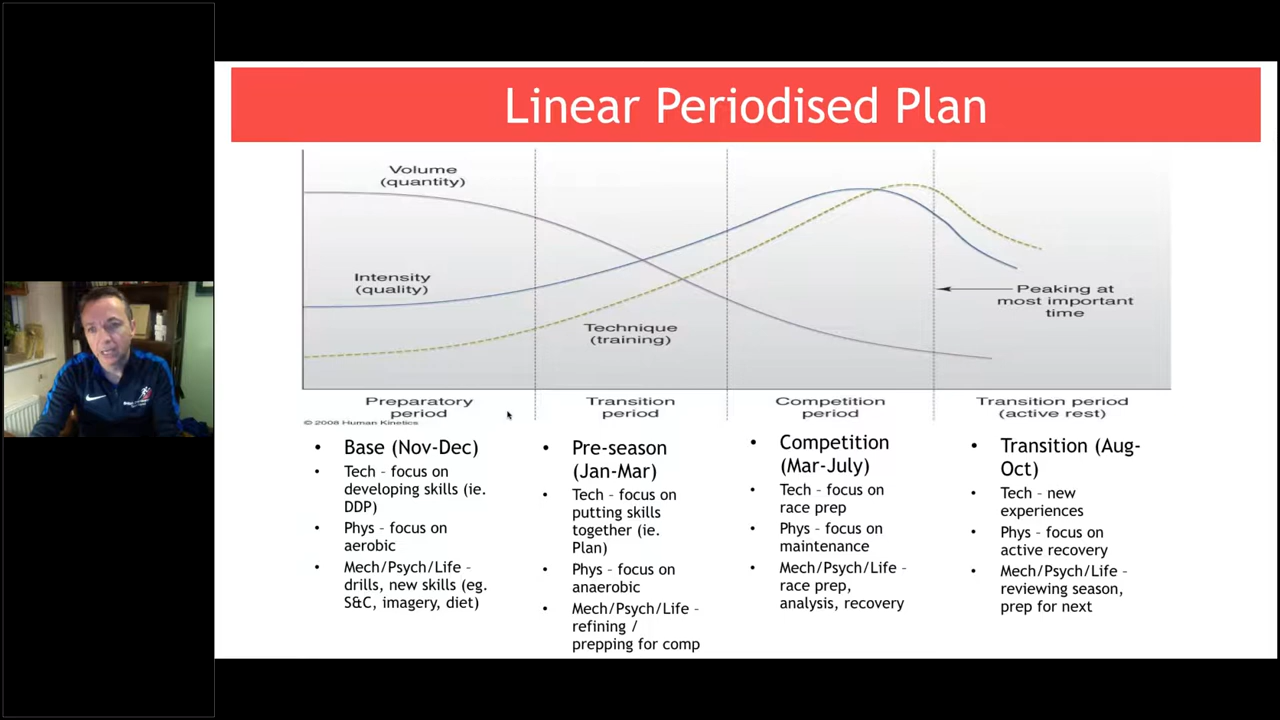 Linear Periodised Plan
Volume
(quantity)
Intensity
(quality)
Technique
(training)
Peaking at
most important
time
Preparatory
period
Transition
period
Competition
period
Transition period
(active rest)
© 2008 Human Kinetics
• Base (Nov-Dec)
• Tech – focus on
developing skills (ie.
DDP)
• Phys – focus on
aerobic
• Mech/Psych/Life –
drills, new skills (eg.
S&C, imagery, diet)
• Pre-season
(Jan-Mar)
• Tech – focus on
putting skills
together (ie.
Plan)
• Phys – focus on
anaerobic
• Mech/Psych/Life –
refining /
prepping for comp
• Competition
(Mar-July)
• Tech – focus on
race prep
• Phys – focus on
maintenance
• Mech/Psych/Life –
race prep,
analysis, recovery
• Transition (Aug-
Oct)
• Tech – new
experiences
• Phys – focus on
active recovery
• Mech/Psych/Life –
reviewing season,
prep for next